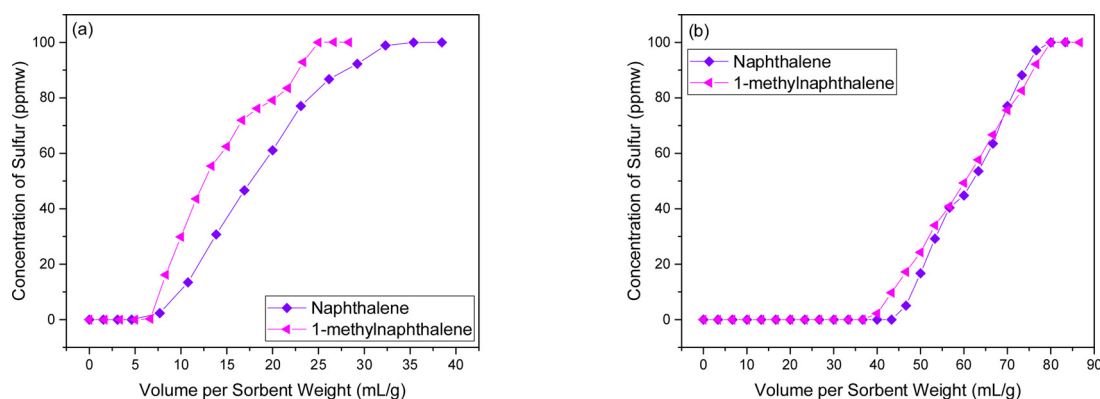 (a)
Concentration of Sulfur (ppmw)
100
80
60
40
20
0
Naphthalene
1-methylnaphthalene
0 5 10 15 20 25 30 35 40
Volume per Sorbent Weight (mL/g)
(b)
Concentration of Sulfur (ppmw)
100
80
60
40
20
0
Naphthalene
1-methylnaphthalene
0 10 20 30 40 50 60 70 80 90
Volume per Sorbent Weight (mL/g)